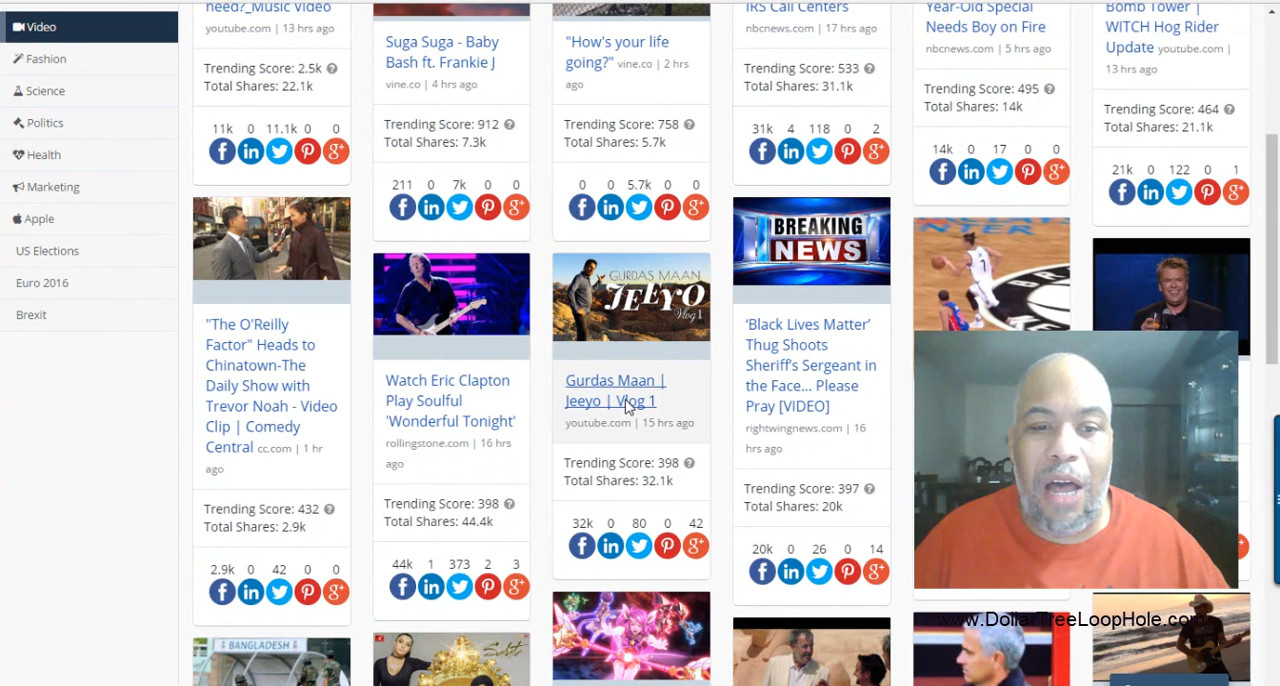 Video
Fashion
Science
Politics
Health
Marketing
Apple
US Elections
Euro 2016
Brexit
need?_Music Video
youtube.com | 13 hrs ago
Trending Score: 2.5k
Total Shares: 22.1k
11k 0 11.1k 0 0
"The O'Reilly
Factor" Heads to
Chinatown-The
Daily Show with
Trevor Noah - Video
Clip | Comedy
Central cc.com | 1 hr
ago
Trending Score: 432
Total Shares: 2.9k
2.9k 0 42 0 0
BANGLADESH
Suga Suga - Baby
Bash ft. Frankie J
vine.co | 4 hrs ago
Trending Score: 912
Total Shares: 7.3k
211 0 7k 0 0
Watch Eric Clapton
Play Soulful
'Wonderful Tonight'
rollingstone.com | 16 hrs
ago
Trending Score: 398
Total Shares: 44.4k
44k 1 373 2 3
"How's your life
going?" vine.co | 2 hrs
ago
Trending Score: 758
Total Shares: 5.7k
0 0 5.7k 0 0
GURDAS MAAN
JEEYO
Vlog 1
Gurdas Maan |
Jeeyo | Vlog 1
youtube.com | 15 hrs ago
Trending Score: 398
Total Shares: 32.1k
32k 0 80 0 42
IRS Call Centers
nbcnews.com | 17 hrs ago
Trending Score: 533
Total Shares: 31.1k
31k 4 118 0 2
BREAKING
NEWS
‘Black Lives Matter’
Thug Shoots
Sheriff’s Sergeant in
the Face... Please
Pray [VIDEO]
rightwingnews.com | 16
hrs ago
Trending Score: 397
Total Shares: 20k
20k 0 26 0 14
Year-Old Special
Needs Boy on Fire
nbcnews.com | 5 hrs ago
Trending Score: 495
Total Shares: 14k
14k 0 17 0 0
7
Bomb Tower |
WITCH Hog Rider
Update youtube.com |
13 hrs ago
Trending Score: 464
Total Shares: 21.1k
21k 0 122 0 1
www.DollarTreeLoopHole.com